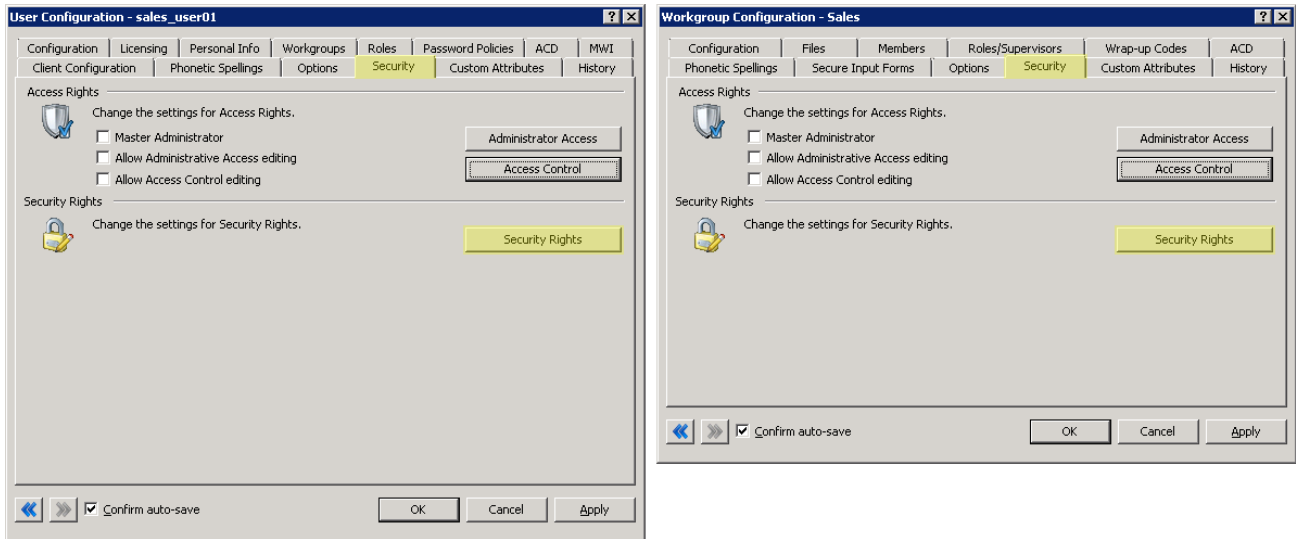 User Configuration - sales_user01
Configuration Licensing Personal Info Workgroups Roles Password Policies ACD MWI
Client Configuration Phonetic Spellings Options Security Custom Attributes History
Access Rights
Change the settings for Access Rights.
Master Administrator
Administrator Access
Allow Administrative Access editing
Access Control
Allow Access Control editing
Security Rights
Change the settings for Security Rights.
Security Rights
Confirm auto-save
OK Cancel Apply
Workgroup Configuration - Sales
Configuration Files Members Roles/Supervisors Wrap-up Codes ACD
Phonetic Spellings Secure Input Forms Options Security Custom Attributes History
Access Rights
Change the settings for Access Rights.
Master Administrator
Administrator Access
Allow Administrative Access editing
Access Control
Allow Access Control editing
Security Rights
Change the settings for Security Rights.
Security Rights
Confirm auto-save
OK Cancel Apply